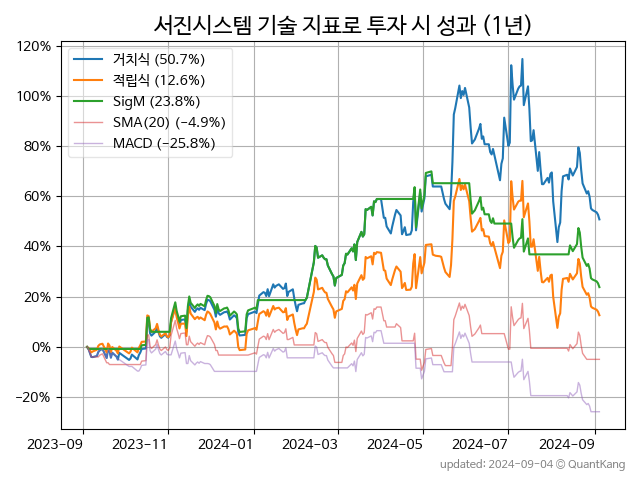 서진시스템 기술 지표로 투자 시 성과 (1년)
120%
100%
80%
60%
40%
20%
0%
−20%
거치식 (50.7%)
적립식 (12.6%)
SigM (23.8%)
SMA(20) (−4.9%)
MACD (−25.8%)
2023−09
2023−11
2024−01
2024−03
2024−05
2024−07
2024−09
updated: 2024−09−04 © QuantKang